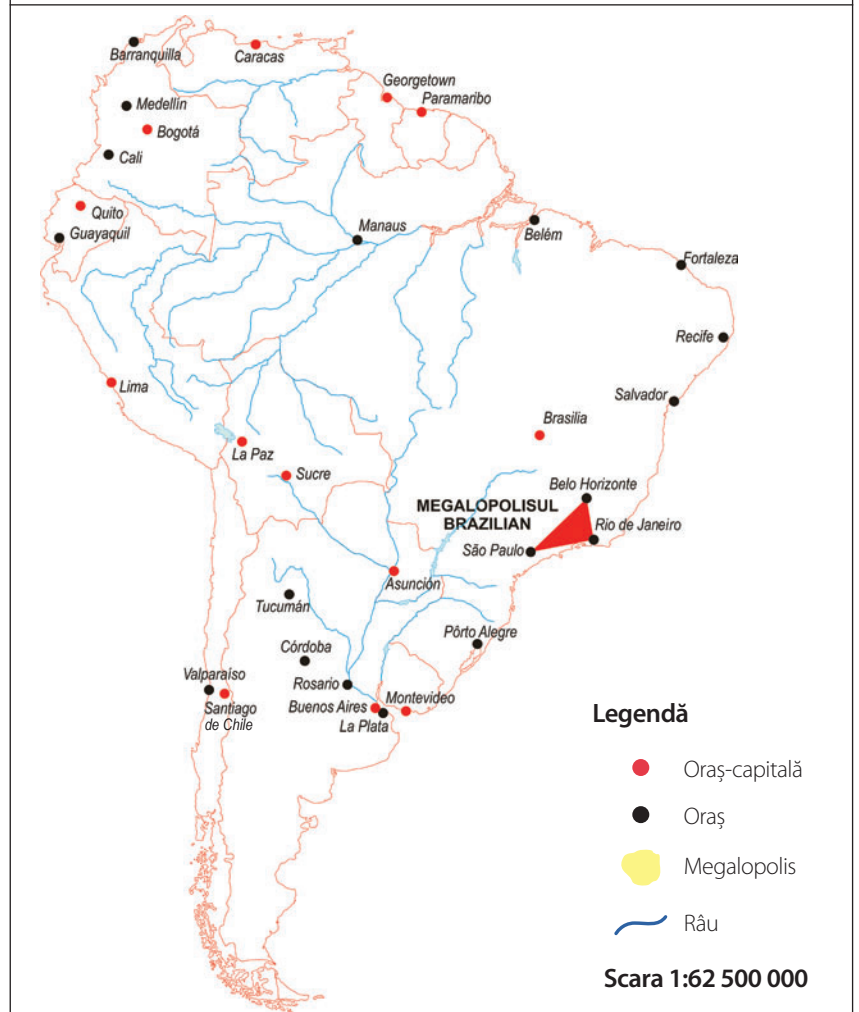 Barranquilla
Caracas
Georgetown
Paramaribo
Medellín
Bogotá
Cali
Quito
Guayaquil
Manaus
Belém
Fortaleza
Recife
Lima
Salvador
Brasilia
La Paz
Sucre
Belo Horizonte
MEGALOPOLISUL
BRAZILIAN
Rio de Janeiro
São Paulo
Asunción
Tucumán
Pôrto Alegre
Córdoba
Valparaíso
Rosario
Santiago
de Chile
Buenos Aires
Montevideo
La Plata
Legendă
Oraș-capitală
Oraș
Megalopolis
Râu
Scara 1:62 500 000